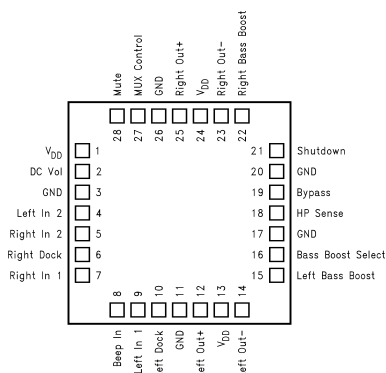 Mute
MUX Control
GND
Right Out+
VDD
Right Out−
Right Bass Boost
28 27 26 25 24 23 22
VDD 1
DC Vol 2
GND 3
Left In 2 4
Right In 2 5
Right Dock 6
Right In 1 7
21 Shutdown
20 GND
19 Bypass
18 HP Sense
17 GND
16 Bass Boost Select
15 Left Bass Boost
8 9 10 11 12 13 14
Beep In
Left In 1
eft Dock
GND
eft Out+
VDD
eft Out−